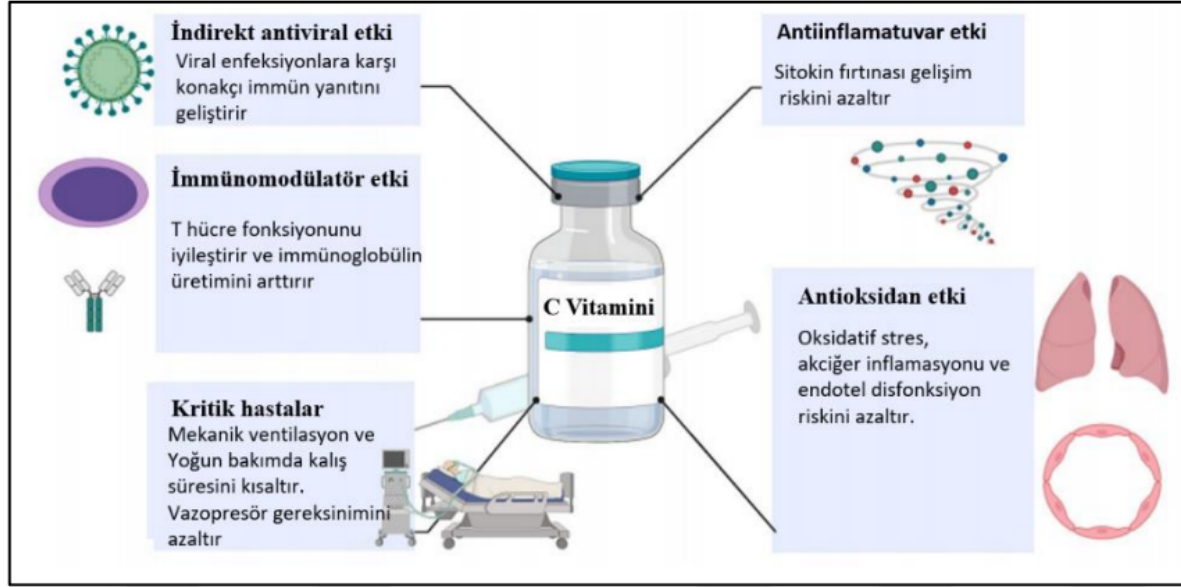 İndirekt antiviral etki
Viral enfeksiyonlara karşı
konakçı immün yanıtını
geliştirir
İmmünomodülatör etki
T hücre fonksiyonunu
iyileştirir ve immünoglobülin
üretimini arttırır
Kritik hastalar
Mekanik ventilasyon ve
Yoğun bakımda kalış
süresini kısaltır.
Vazopresör gereksinimini
azaltır
C Vitamini
Antiinflamatuvar etki
Sitokin fırtınası gelişim
riskini azaltır
Antioksidan etki
Oksidatif stres,
akciğer inflamasyonu ve
endotel disfonksiyon
riskini azaltır.